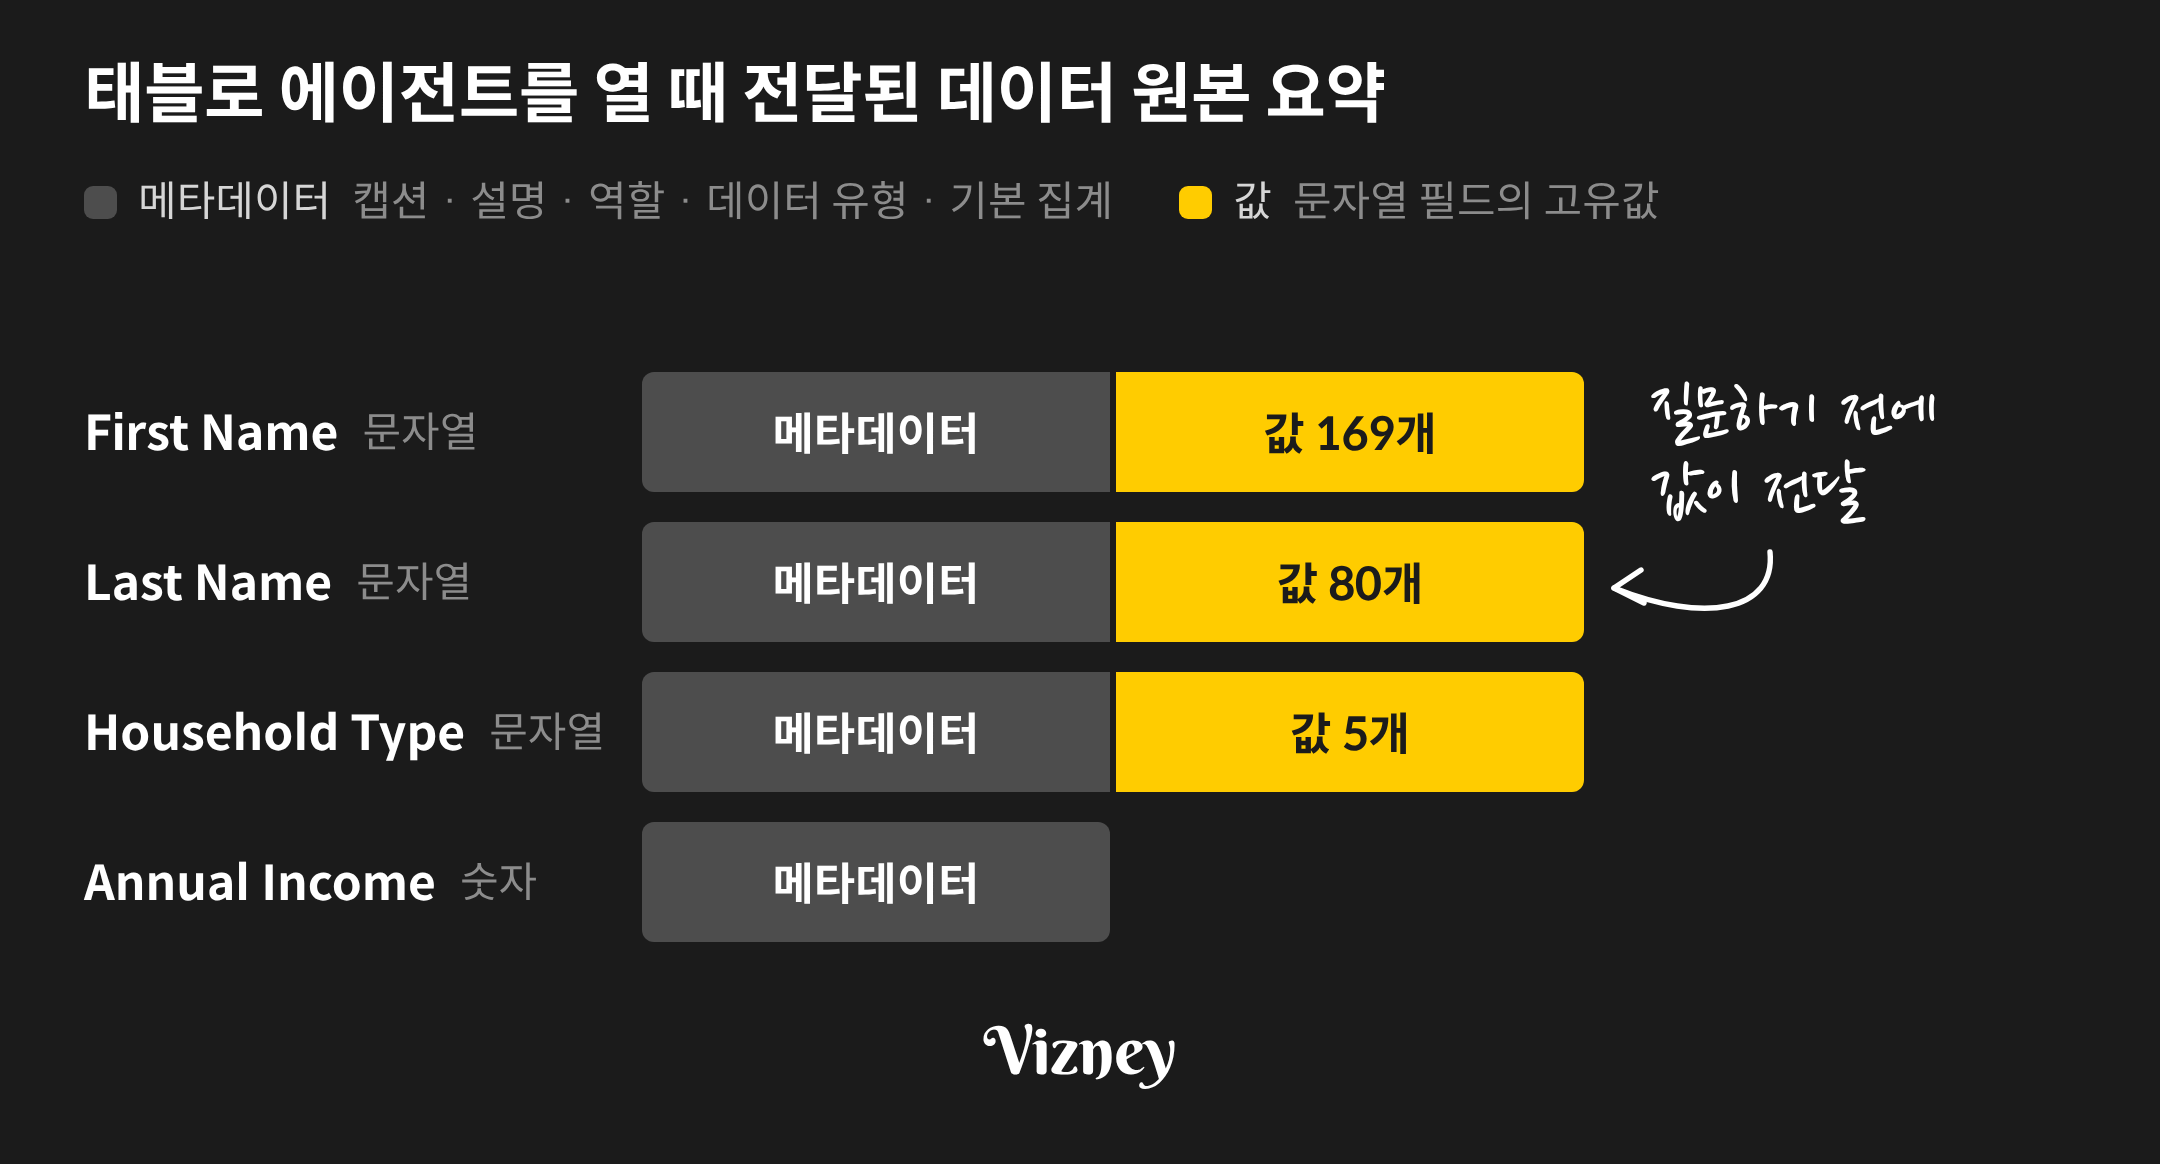 태블로 에이전트를 열 때 전달된 데이터 원본 요약
메타데이터 캡션 · 설명 · 역할 · 데이터 유형 · 기본 집계 값 문자열 필드의 고유값
First Name 문자열 메타데이터 값 169개
질문하기 전에
값이 전달
Last Name 문자열 메타데이터 값 80개
Household Type 문자열 메타데이터 값 5개
Annual Income 숫자 메타데이터
Vizney